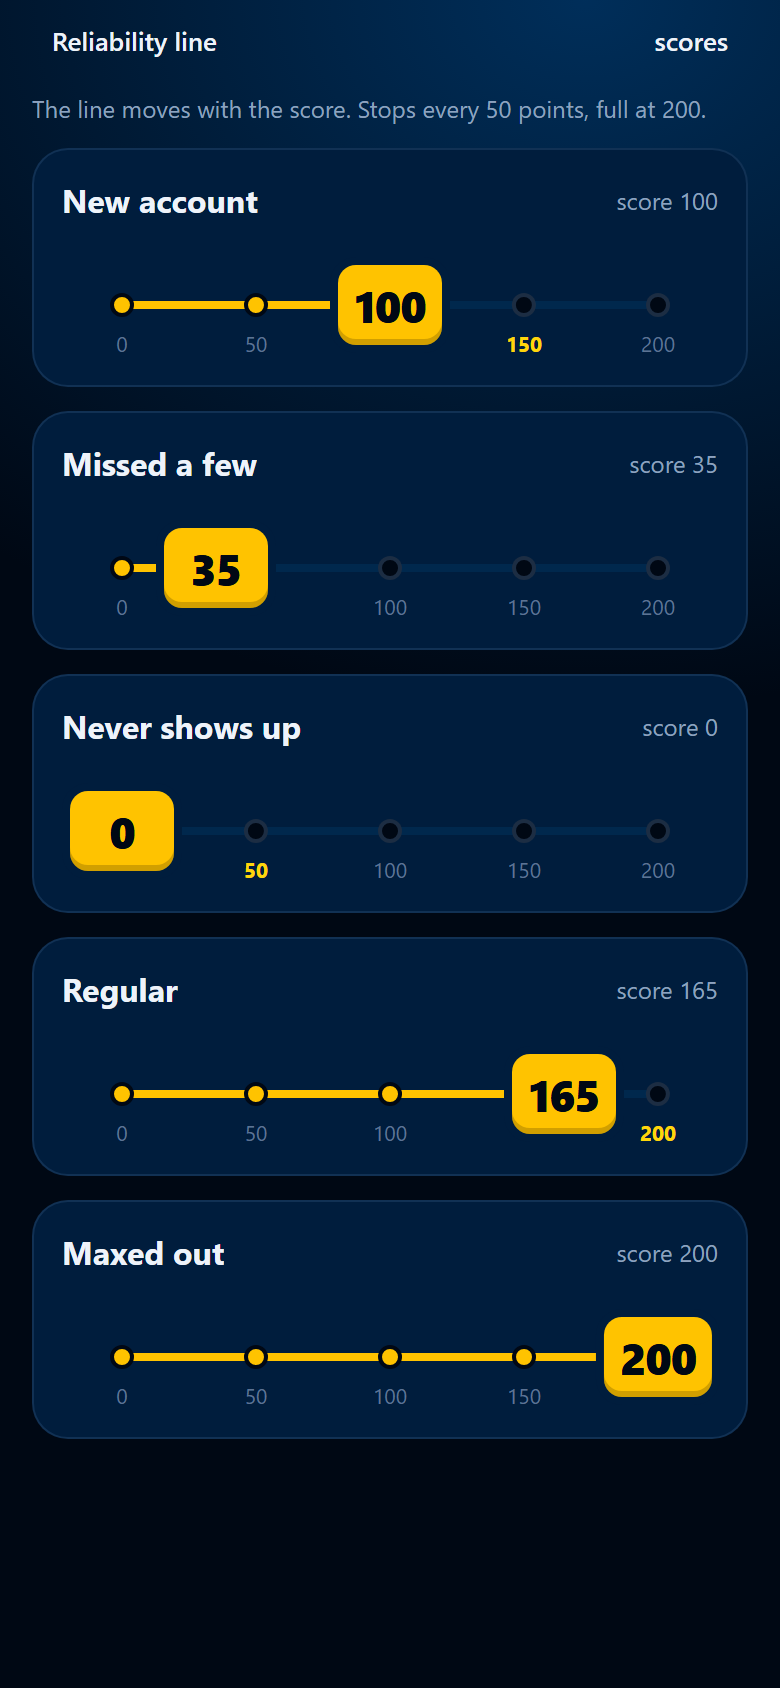 Reliability line scores
The line moves with the score. Stops every 50 points, full at 200.
New account score 100
100
0 50 150 200
Missed a few score 35
35
0 100 150 200
Never shows up score 0
0
50 100 150 200
Regular score 165
165
0 50 100 200
Maxed out score 200
200
0 50 100 150